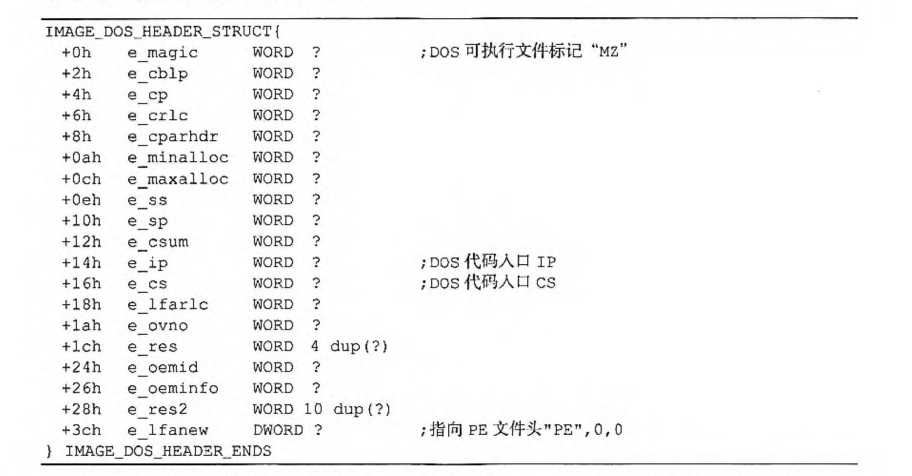 IMAGE_DOS_HEADER_STRUCT{
+0h e_magic WORD ? ;DOS 可执行文件标记 “MZ”
+2h e_cblp WORD ?
+4h e_cp WORD ?
+6h e_crlc WORD ?
+8h e_cparhdr WORD ?
+0ah e_minalloc WORD ?
+0ch e_maxalloc WORD ?
+0eh e_ss WORD ?
+10h e_sp WORD ?
+12h e_csum WORD ?
+14h e_ip WORD ? ;DOS 代码入口 IP
+16h e_cs WORD ? ;DOS 代码入口 CS
+18h e_lfarlc WORD ?
+1ah e_ovno WORD ?
+1ch e_res WORD 4 dup(?)
+24h e_oemid WORD ?
+26h e_oeminfo WORD ?
+28h e_res2 WORD 10 dup(?)
+3ch e_lfanew DWORD ? ;指向 PE 文件头"PE",0,0
} IMAGE_DOS_HEADER_ENDS